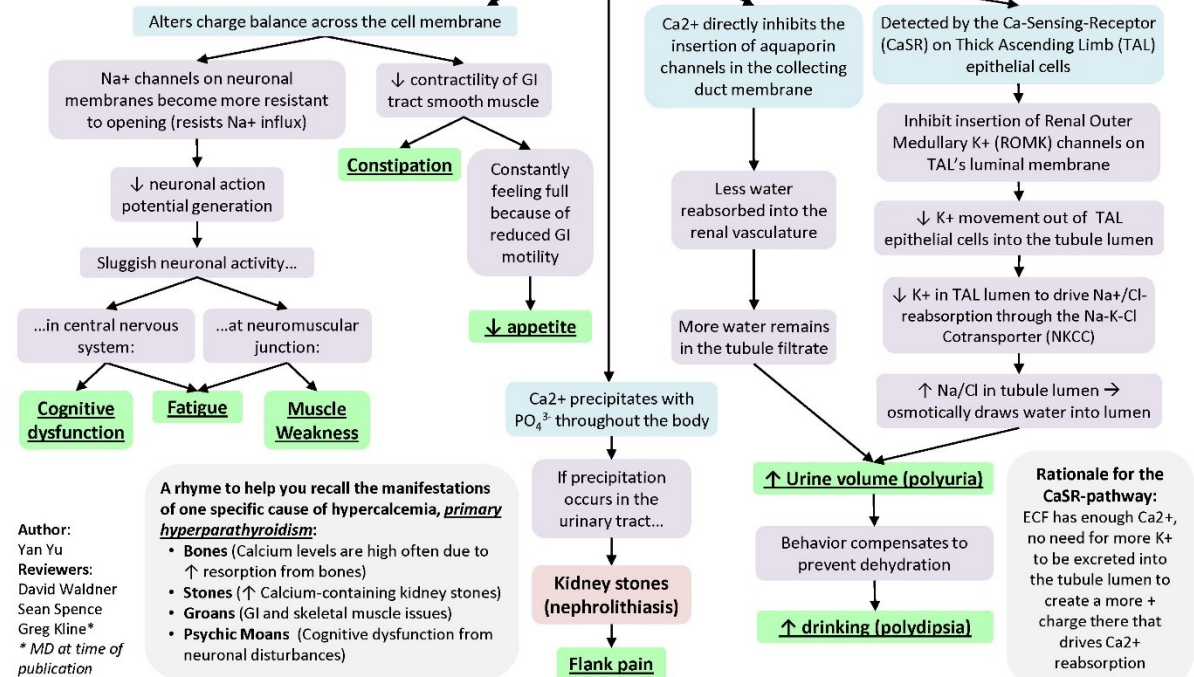 Alters charge balance across the cell membrane
Na+ channels on neuronal
membranes become more resistant
to opening (resists Na+ influx)
↓ neuronal action
potential generation
Sluggish neuronal activity…
…in central nervous
system:
…at neuromuscular
junction:
Cognitive
dysfunction
Fatigue
Muscle
Weakness
↓ contractility of GI
tract smooth muscle
Constipation
Constantly
feeling full
because of
reduced GI
motility
↓ appetite
Ca2+ precipitates with
PO₄³⁻ throughout the body
If precipitation
occurs in the
urinary tract…
Kidney stones
(nephrolithiasis)
Flank pain
Ca2+ directly inhibits the
insertion of aquaporin
channels in the collecting
duct membrane
Less water
reabsorbed into the
renal vasculature
More water remains
in the tubule filtrate
Detected by the Ca-Sensing-Receptor
(CaSR) on Thick Ascending Limb (TAL)
epithelial cells
Inhibit insertion of Renal Outer
Medullary K+ (ROMK) channels on
TAL's luminal membrane
↓ K+ movement out of TAL
epithelial cells into the tubule lumen
↓ K+ in TAL lumen to drive Na+/Cl-
reabsorption through the Na-K-Cl
Cotransporter (NKCC)
↑ Na/Cl in tubule lumen →
osmotically draws water into lumen
↑ Urine volume (polyuria)
Behavior compensates to
prevent dehydration
↑ drinking (polydipsia)
Rationale for the
CaSR-pathway:
ECF has enough Ca2+,
no need for more K+
to be excreted into
the tubule lumen to
create a more +
charge there that
drives Ca2+
reabsorption
A rhyme to help you recall the manifestations
of one specific cause of hypercalcemia, primary
hyperparathyroidism:
• Bones (Calcium levels are high often due to
↑ resorption from bones)
• Stones (↑ Calcium-containing kidney stones)
• Groans (GI and skeletal muscle issues)
• Psychic Moans (Cognitive dysfunction from
neuronal disturbances)
Author:
Yan Yu
Reviewers:
David Waldner
Sean Spence
Greg Kline*
* MD at time of
publication